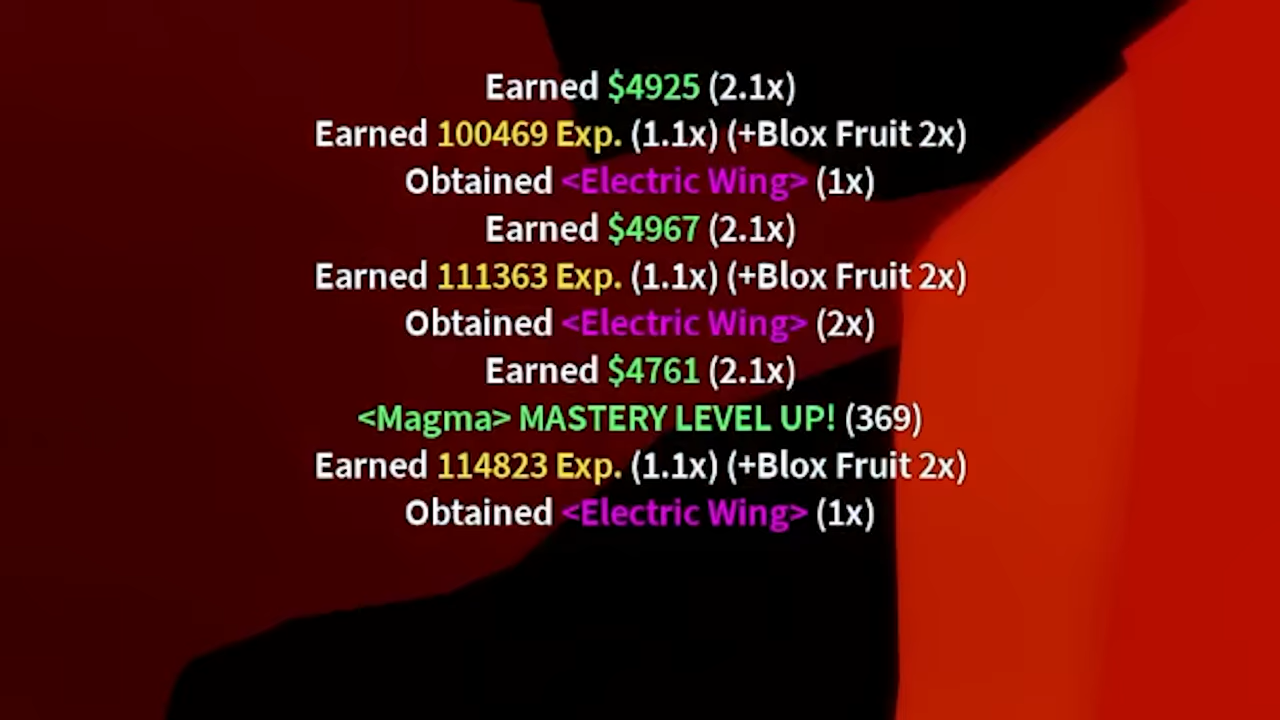 Earned $4925 (2.1x)
Earned 100469 Exp. (1.1x) (+Blox Fruit 2x)
Obtained <Electric Wing> (1x)
Earned $4967 (2.1x)
Earned 111363 Exp. (1.1x) (+Blox Fruit 2x)
Obtained <Electric Wing> (2x)
Earned $4761 (2.1x)
<Magma> MASTERY LEVEL UP! (369)
Earned 114823 Exp. (1.1x) (+Blox Fruit 2x)
Obtained <Electric Wing> (1x)